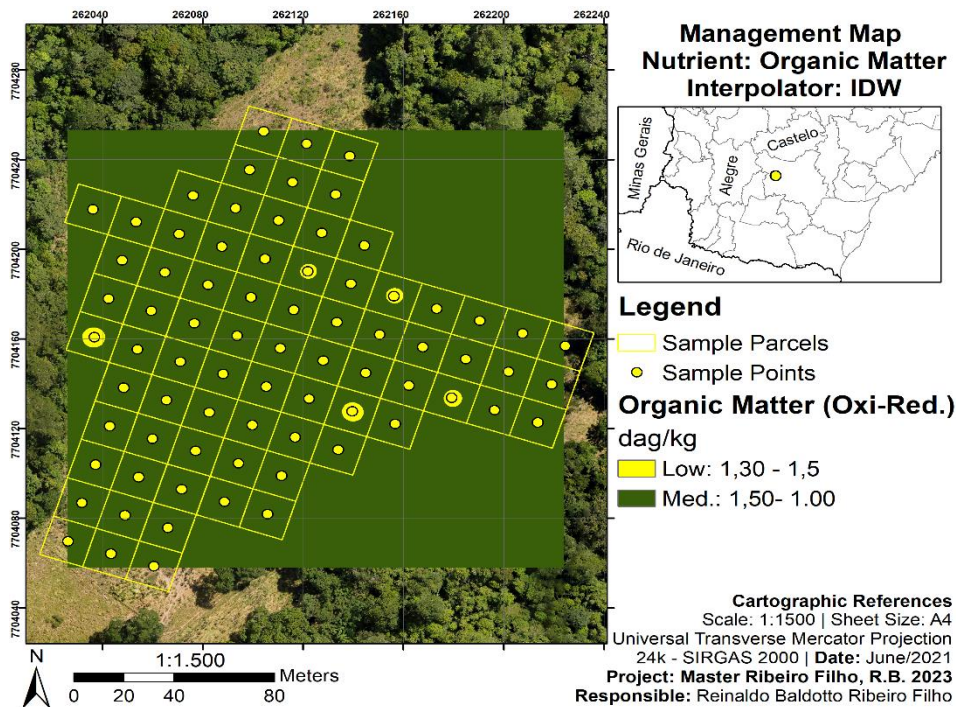 262040 262080 262120 262160 262200 262240
7704280
7704240
7704200
7704160
7704120
7704080
7704040
Management Map
Nutrient: Organic Matter
Interpolator: IDW
Minas Gerais
Alegre
Castelo
Rio de Janeiro
Legend
Sample Parcels
Sample Points
Organic Matter (Oxi-Red.)
dag/kg
Low: 1,30 - 1,5
Med.: 1,50- 1.00
N
1:1.500
Meters
0 20 40 80
Cartographic References
Scale: 1:1500 | Sheet Size: A4
Universal Transverse Mercator Projection
24k - SIRGAS 2000 | Date: June/2021
Project: Master Ribeiro Filho, R.B. 2023
Responsible: Reinaldo Baldotto Ribeiro Filho